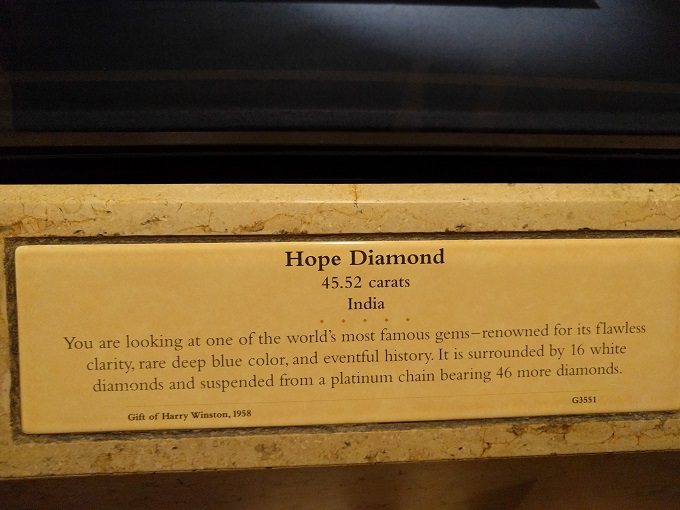 Hope Diamond
45.52 carats
India
You are looking at one of the world's most famous gems—renowned for its flawless
clarity, rare deep blue color, and eventful history. It is surrounded by 16 white
diamonds and suspended from a platinum chain bearing 46 more diamonds.
G3551
Gift of Harry Winston, 1958